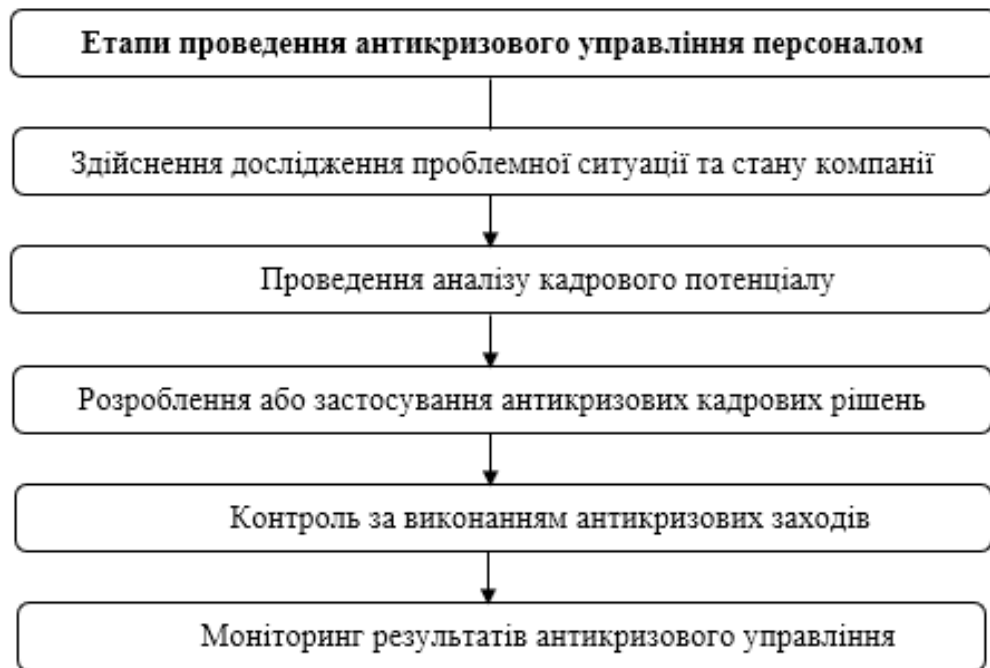 Етапи проведення антикризового управління персоналом
Здійснення дослідження проблемної ситуації та стану компанії
Проведення аналізу кадрового потенціалу
Розроблення або застосування антикризових кадрових рішень
Контроль за виконанням антикризових заходів
Моніторинг результатів антикризового управління